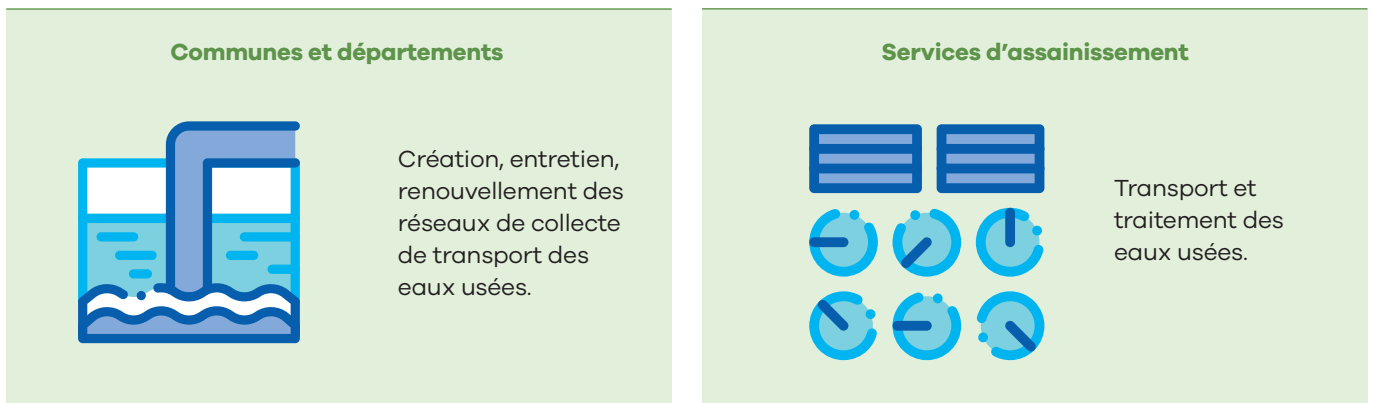 Communes et départements
Création, entretien,
renouvellement des
réseaux de collecte
de transport des
eaux usées.
Services d'assainissement
Transport et
traitement des
eaux usées.